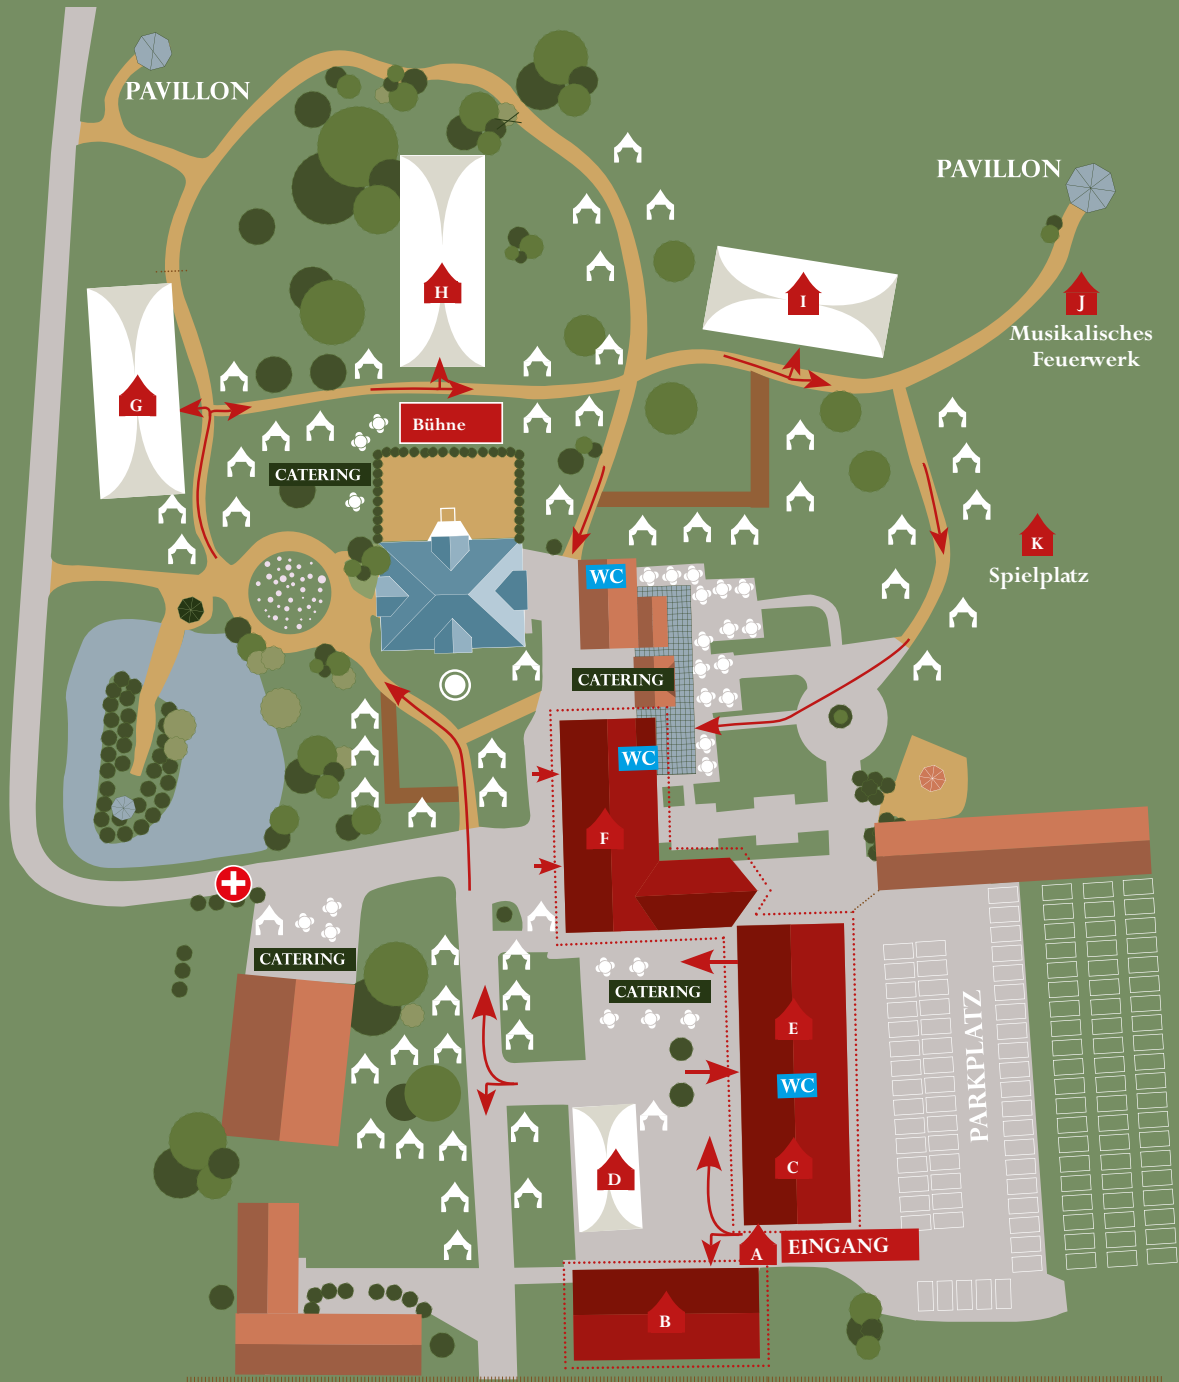 PAVILLON
PAVILLON
H
I
J
Musikalisches
Feuerwerk
G
Bühne
CATERING
K
Spielplatz
WC
CATERING
WC
F
CATERING
CATERING
E
WC
PARKPLATZ
C
D
A
EINGANG
B